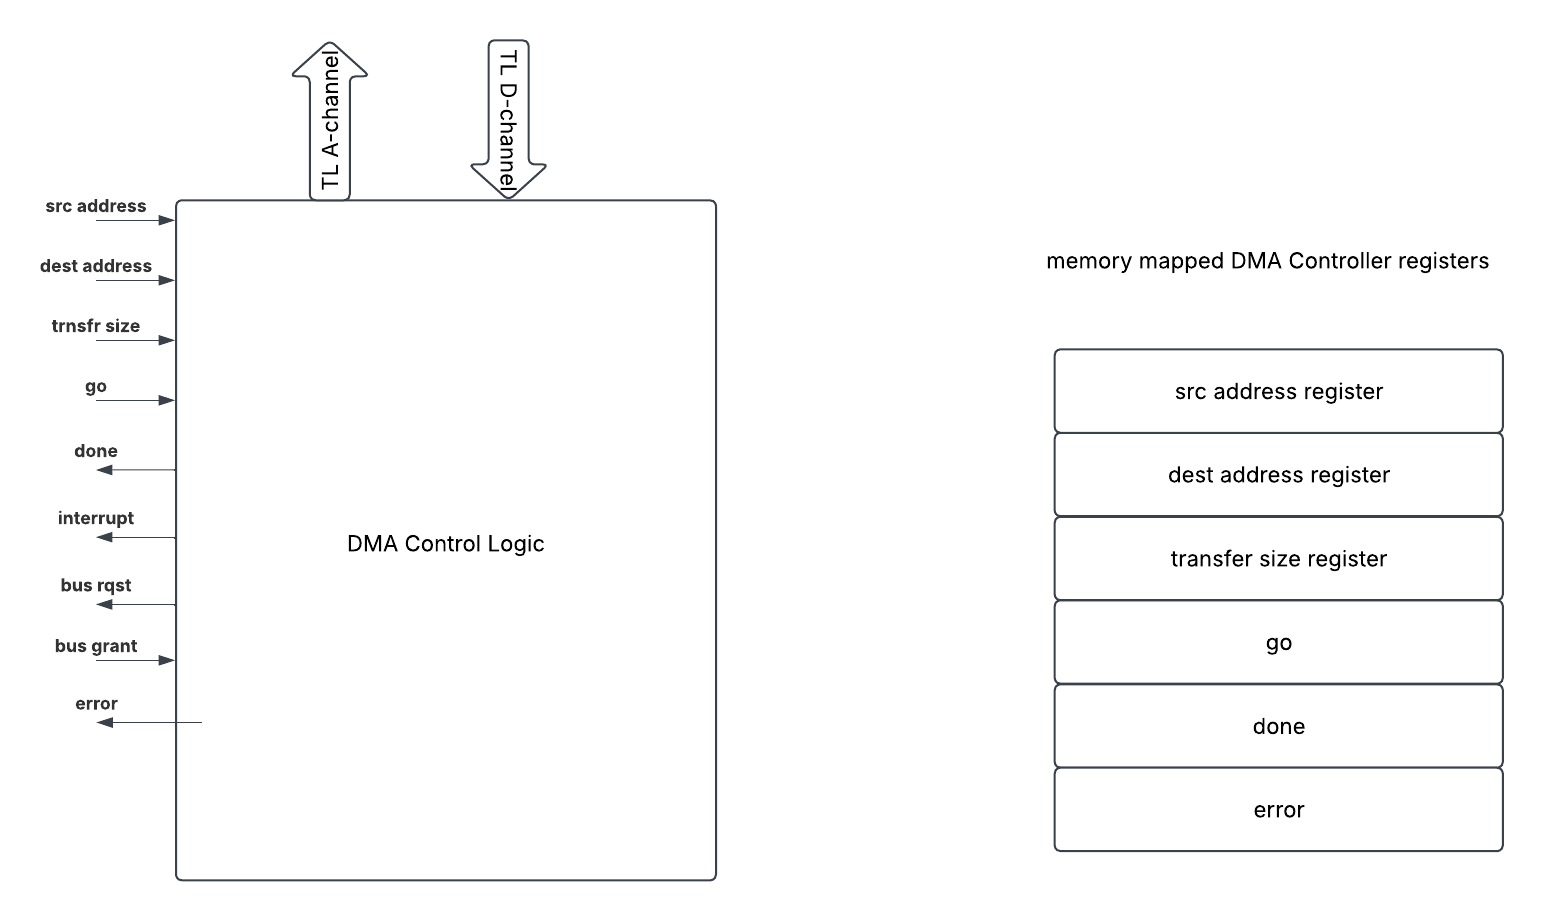 TL A-channel
TL D-channel
src address
dest address
trnsfr size
go
done
interrupt
bus rqst
bus grant
error
DMA Control Logic
memory mapped DMA Controller registers
src address register
dest address register
transfer size register
go
done
error